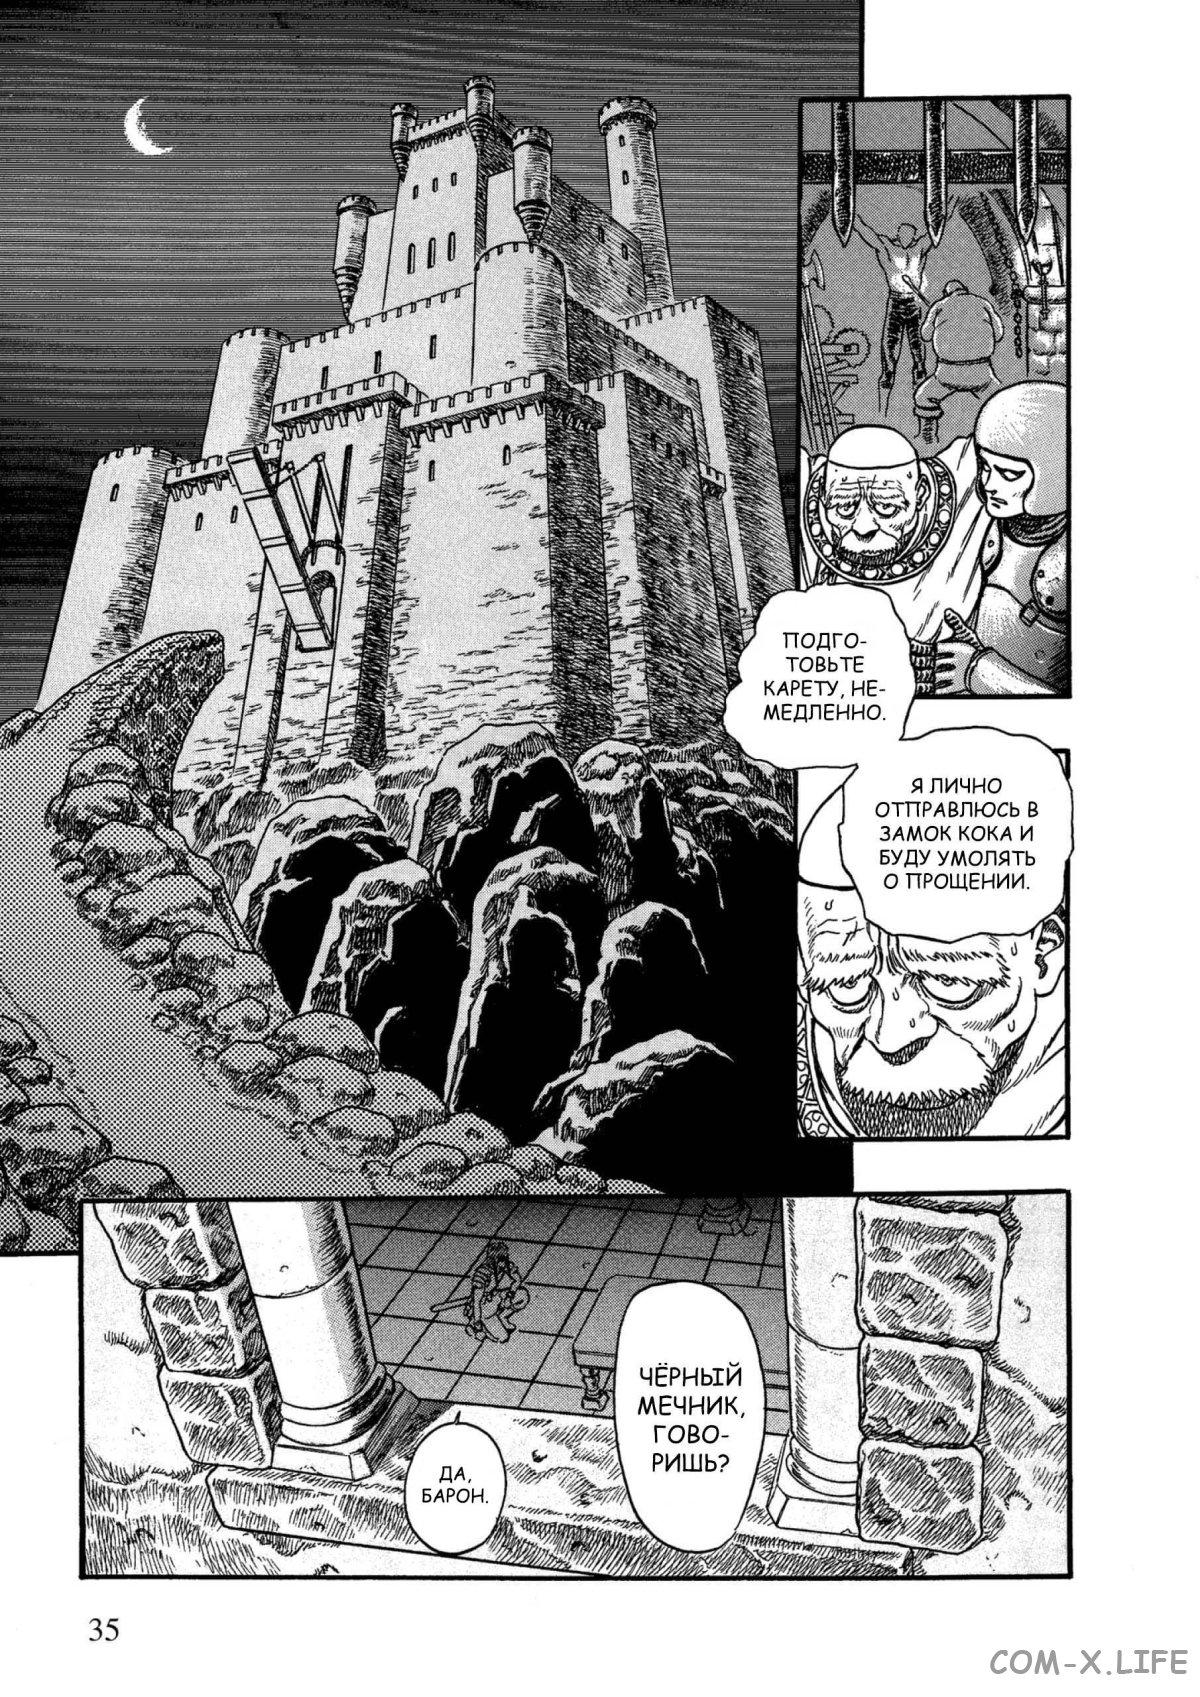 ПОДГО-
ТОВЬТЕ
КАРЕТУ, НЕ-
МЕДЛЕННО.
Я ЛИЧНО
ОТПРАВЛЮСЬ В
ЗАМОК КОКА И
БУДУ УМОЛЯТЬ
О ПРОЩЕНИИ.
ЧЁРНЫЙ
МЕЧНИК,
ГОВО-
РИШЬ?
ДА,
БАРОН.
35
COM-X.LIFE